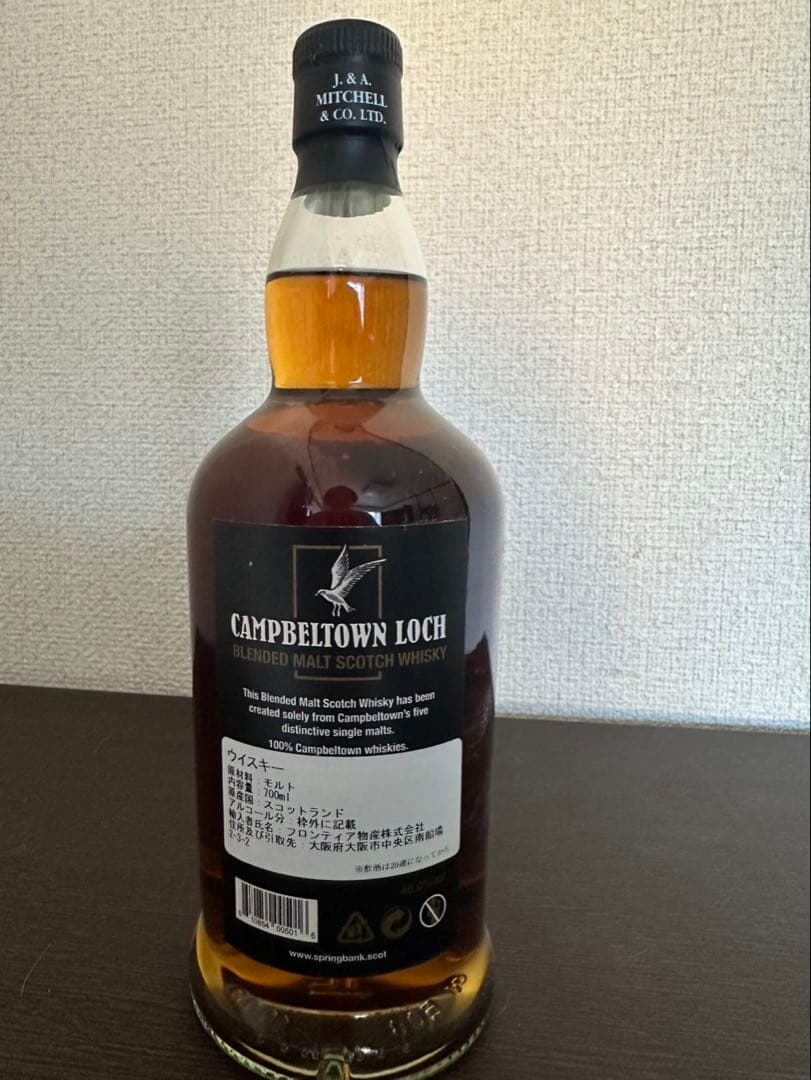 J. & A.
MITCHELL
& CO. LTD.
CAMPBELTOWN LOCH
BLENDED MALT SCOTCH WHISKY
This Blended Malt Scotch Whisky has been
created solely from Campbeltown's five
distinctive single malts.
100% Campbeltown whiskies.
ウイスキー
原材料：モルト
内容量：700ml
原産国：スコットランド
アルコール分：枠外に記載
輸入者氏名：フロンティア物産株式会社
住所及び引取先：大阪府大阪市中央区南船場
2-3-2
※飲酒は20歳になってから
www.springbank.scot